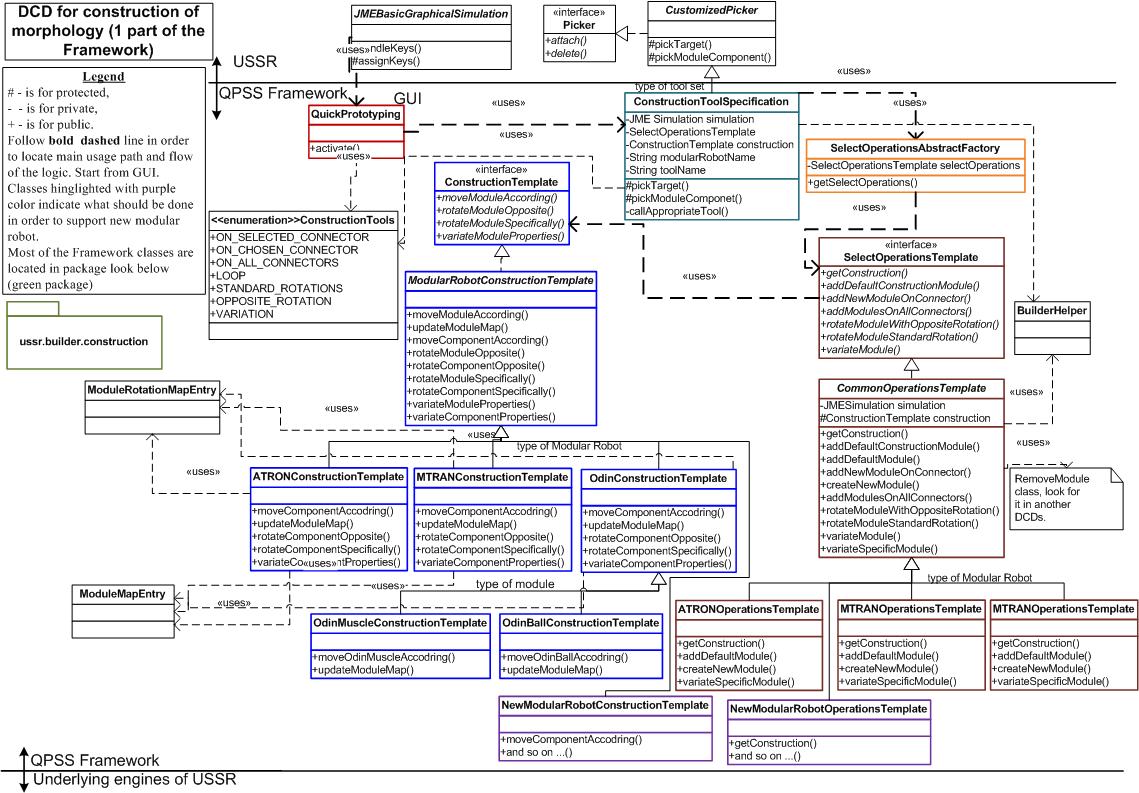 DCD for construction of
morphology (1 part of the
Framework)
Legend
# - is for protected,
- - is for private,
+ - is for public.
Follow bold dashed line in order
to locate main usage path and flow
of the logic. Start from GUI.
Classes hinglighted with purple
color indicate what should be done
in order to support new modular
robot.
Most of the Framework classes are
located in package look below
(green package)
ussr.builder.construction
USSR
QPSS Framework
GUI
JMEBasicGraphicalSimulation
«uses»ndleKeys()
#assignKeys()
«interface»
Picker
+attach()
+delete()
CustomizedPicker
#pickTarget()
#pickModuleComponent()
«uses»
type of tool set
QuickPrototyping
+activate()
«uses»
«uses»
«uses»
ConstructionToolSpecification
-JME Simulation simulation
-SelectOperationsTemplate
-ConstructionTemplate construction
-String modularRobotName
-String toolName
#pickTarget()
#pickModuleComponet()
-callAppropriateTool()
SelectOperationsAbstractFactory
-SelectOperationsTemplate selectOperations
+getSelectOperations()
«uses»
<<enumeration>>ConstructionTools
+ON_SELECTED_CONNECTOR
+ON_CHOSEN_CONNECTOR
+ON_ALL_CONNECTORS
+LOOP
+STANDARD_ROTATIONS
+OPPOSITE_ROTATION
+VARIATION
«interface»
ConstructionTemplate
+moveModuleAccording()
+rotateModuleOpposite()
+rotateModuleSpecifically()
+variateModuleProperties()
«uses»
«interface»
SelectOperationsTemplate
+getConstruction()
+addDefaultConstructionModule()
+addNewModuleOnConnector()
+addModulesOnAllConnectors()
+rotateModuleWithOppositeRotation()
+rotateModuleStandardRotation()
+variateModule()
BuilderHelper
ModularRobotConstructionTemplate
+moveModuleAccording()
+updateModuleMap()
+moveComponentAccording()
+rotateModuleOpposite()
+rotateComponentOpposite()
+rotateModuleSpecifically()
+rotateComponentSpecifically()
+variateModuleProperties()
+variateComponentProperties()
CommonOperationsTemplate
-JMESimulation simulation
#ConstructionTemplate construction
+getConstruction()
+addDefaultConstructionModule()
+addDefaultModule()
+addNewModuleOnConnector()
+createNewModule()
+addModulesOnAllConnectors()
+rotateModuleWithOppositeRotation()
+rotateModuleStandardRotation()
+variateModule()
+variateSpecificModule()
«uses»
«uses»
RemoveModule
class, look for
it in another
DCDs.
ModuleRotationMapEntry
«uses»
«uses»
«uses»
type of Modular Robot
ATRONConstructionTemplate
+moveComponentAccodring()
+updateModuleMap()
+rotateComponentOpposite()
+rotateComponentSpecifically()
+variateCo«uses»ntProperties()
MTRANConstructionTemplate
+moveComponentAccodring()
+updateModuleMap()
+rotateComponentOpposite()
+rotateComponentSpecifically()
+variateComponentProperties()
OdinConstructionTemplate
+moveComponentAccodring()
+updateModuleMap()
+rotateComponentOpposite()
+rotateComponentSpecifically()
+variateComponentProperties()
ModuleMapEntry
«uses»
«uses»
type of module
OdinMuscleConstructionTemplate
+moveOdinMuscleAccodring()
+updateModuleMap()
OdinBallConstructionTemplate
+moveOdinBallAccodring()
+updateModuleMap()
type of Modular Robot
ATRONOperationsTemplate
+getConstruction()
+addDefaultModule()
+createNewModule()
+variateSpecificModule()
MTRANOperationsTemplate
+getConstruction()
+addDefaultModule()
+createNewModule()
+variateSpecificModule()
MTRANOperationsTemplate
+getConstruction()
+addDefaultModule()
+createNewModule()
+variateSpecificModule()
NewModularRobotConstructionTemplate
+moveComponentAccodring()
+and so on ...()
NewModularRobotOperationsTemplate
+getConstruction()
+and so on ...()
QPSS Framework
Underlying engines of USSR